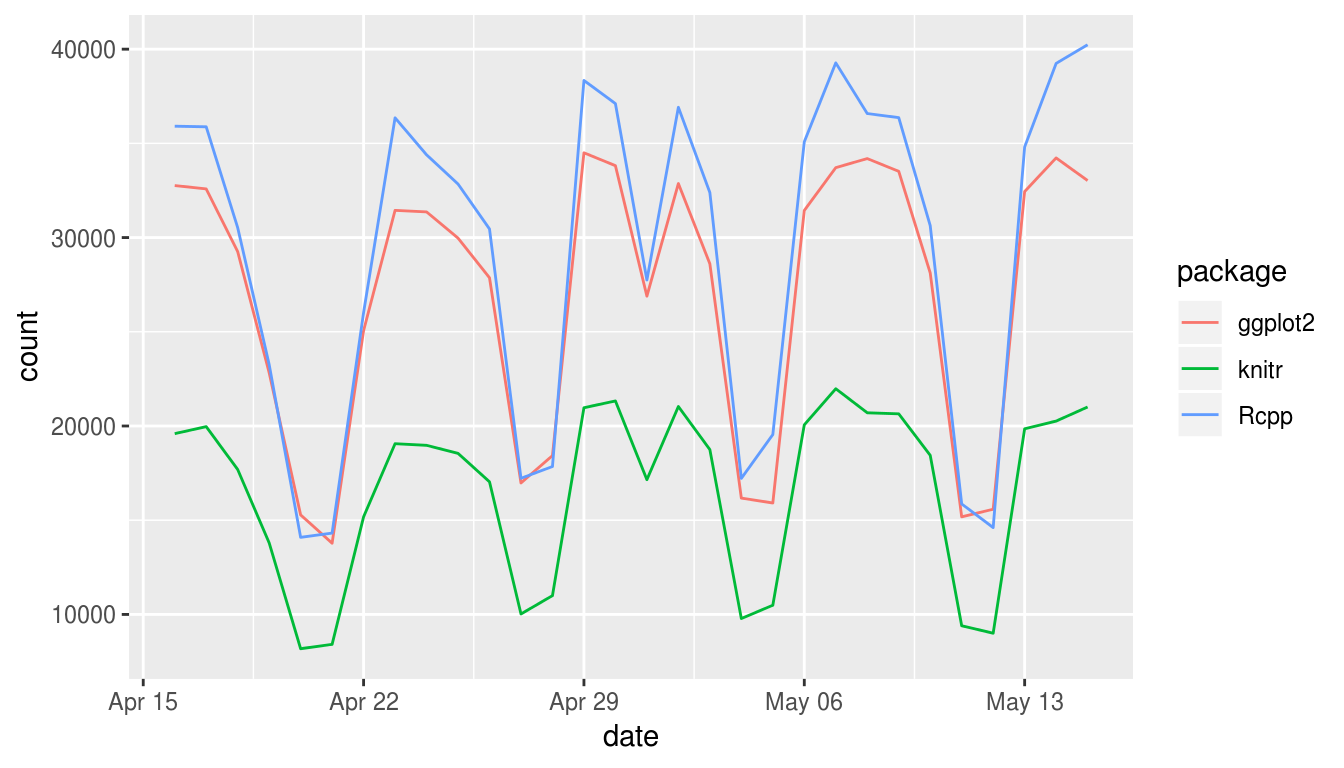 40000
30000
20000
10000
count
Apr 15
Apr 22
Apr 29
May 06
May 13
date
package
ggplot2
knitr
Rcpp